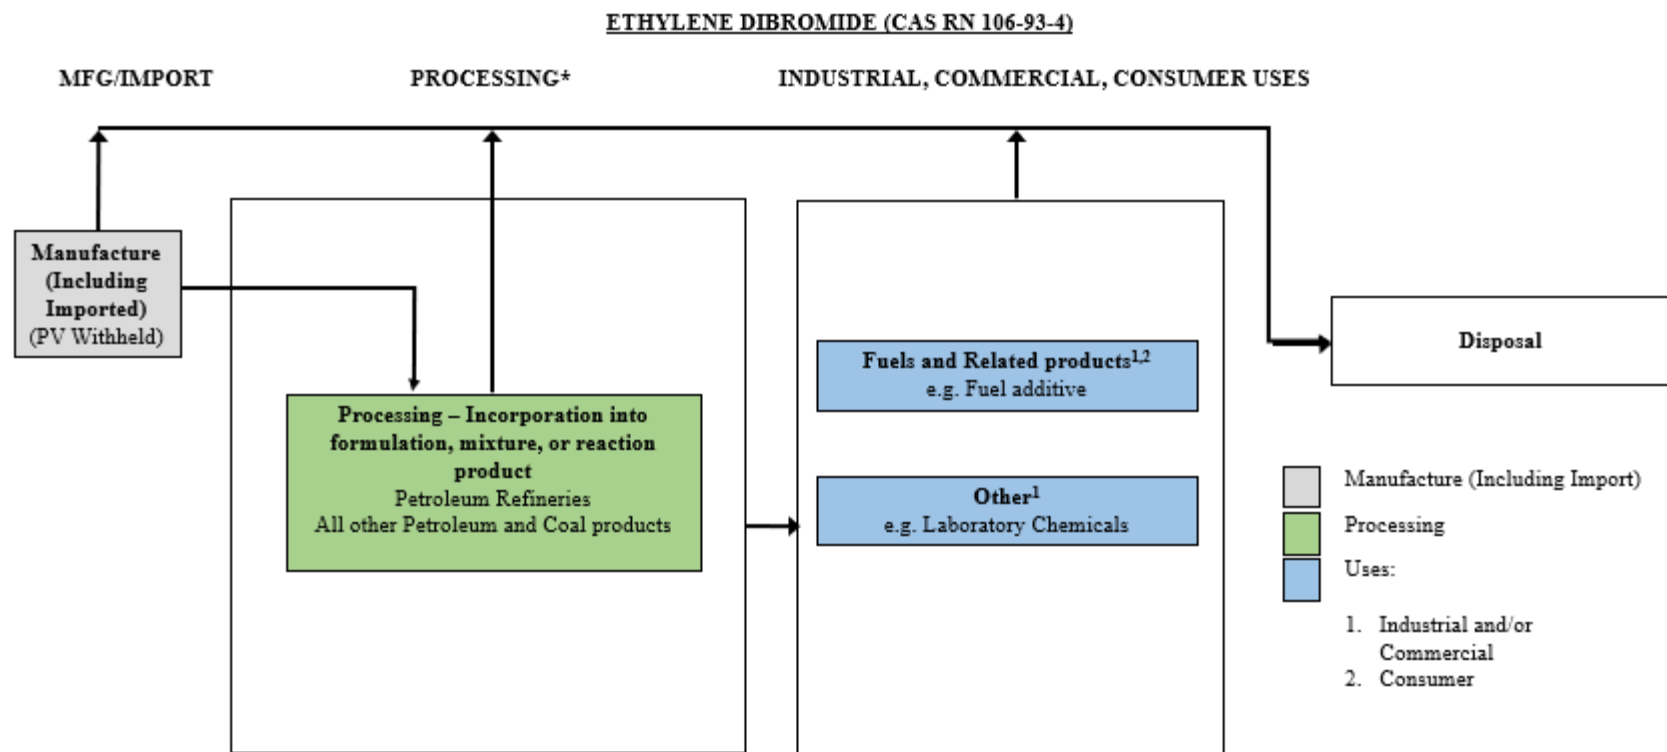 ETHYLENE DIBROMIDE (CAS RN 106-93-4)
MFG/IMPORT
PROCESSING*
INDUSTRIAL, COMMERCIAL, CONSUMER USES
Manufacture
(Including
Imported)
(PV Withheld)
Processing – Incorporation into
formulation, mixture, or reaction
product
Petroleum Refineries
All other Petroleum and Coal products
Fuels and Related products1,2
e.g. Fuel additive
Other1
e.g. Laboratory Chemicals
Disposal
Manufacture (Including Import)
Processing
Uses:
1. Industrial and/or
Commercial
2. Consumer